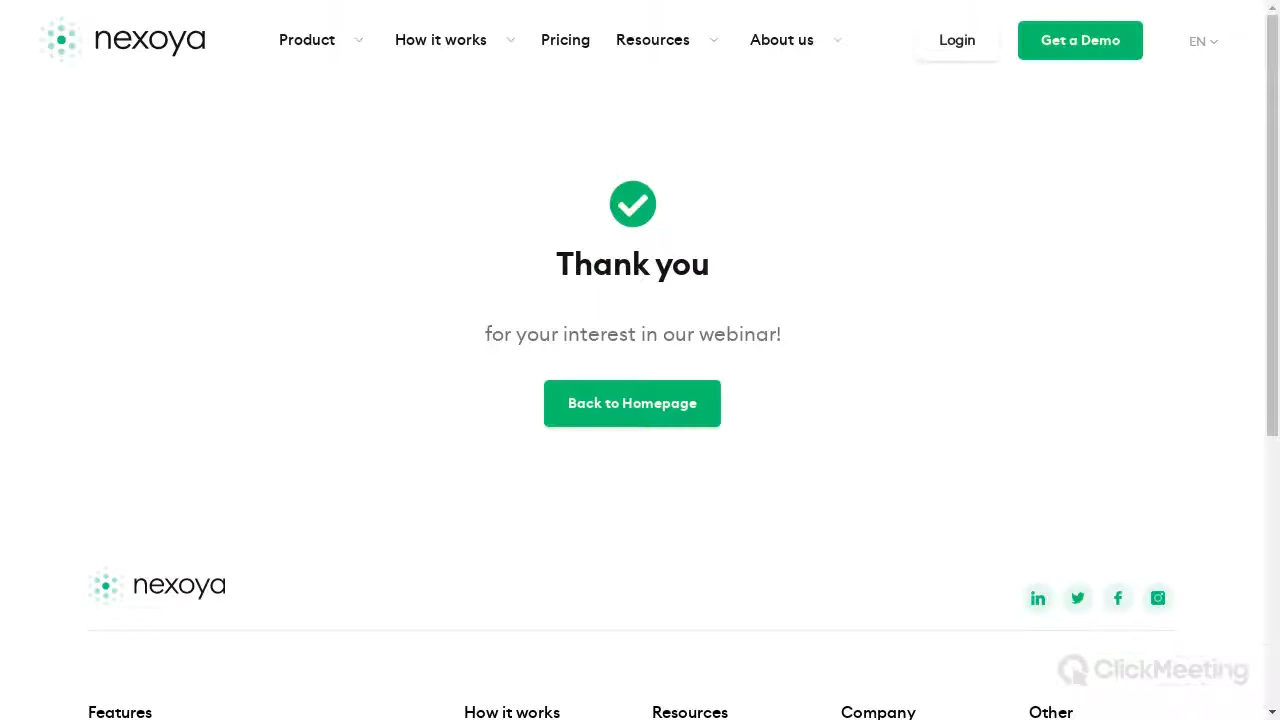 nexoya
Product
How it works
Pricing
Resources
About us
Login
Get a Demo
EN
Thank you
for your interest in our webinar!
Back to Homepage
nexoya
in
ClickMeeting
Features
How it works
Resources
Company
Other